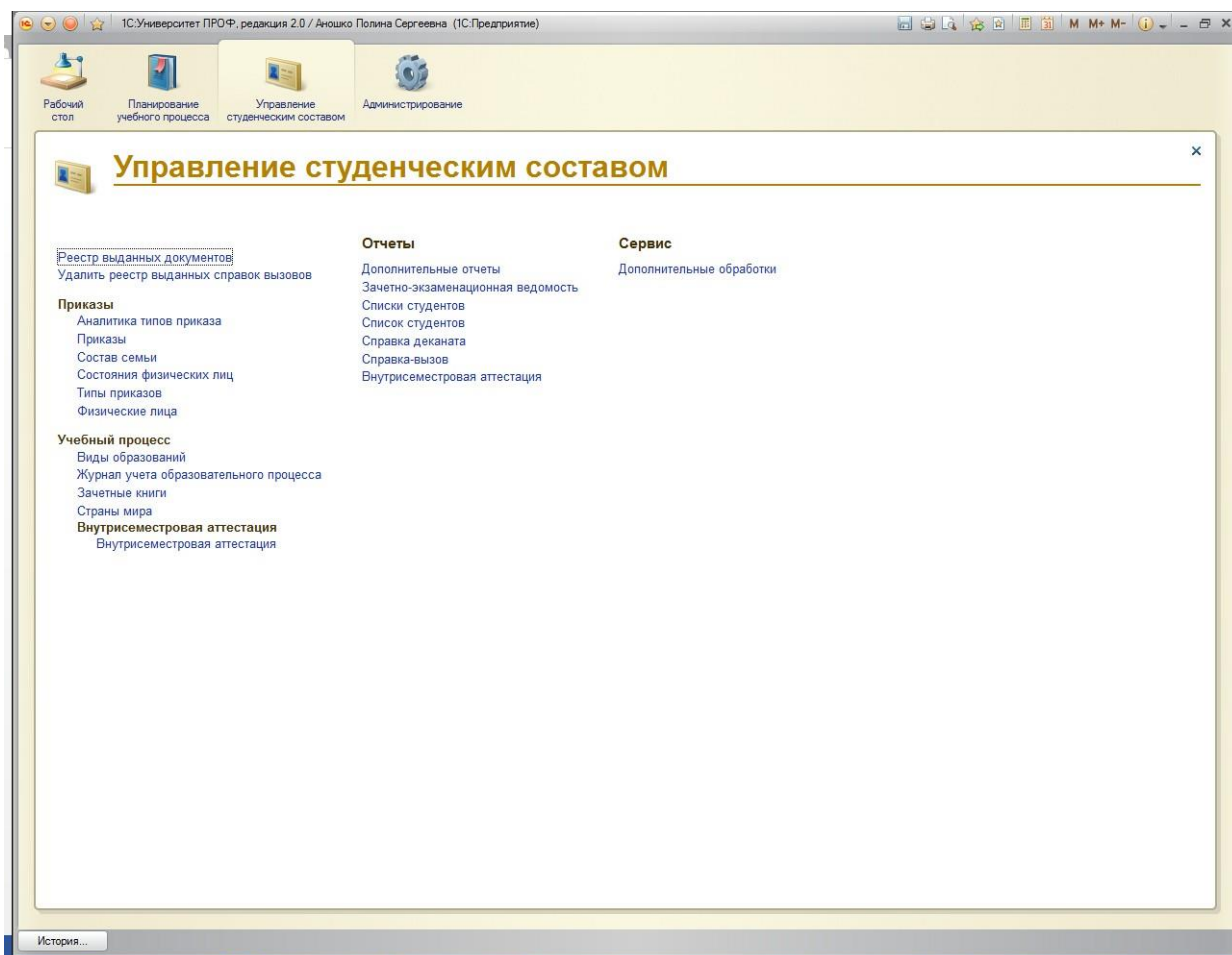 1С:Университет ПРОФ, редакция 2.0 / Аношко Полина Сергеевна (1С:Предприятие)
M M+ M-
Рабочий
стол
Планирование
учебного процесса
Управление
студенческим составом
Администрирование
Управление студенческим составом
Реестр выданных документов
Удалить реестр выданных справок вызовов
Приказы
Аналитика типов приказа
Приказы
Состав семьи
Состояния физических лиц
Типы приказов
Физические лица
Учебный процесс
Виды образований
Журнал учета образовательного процесса
Зачетные книги
Страны мира
Внутрисеместровая аттестация
Внутрисеместровая аттестация
Отчеты
Дополнительные отчеты
Зачетно-экзаменационная ведомость
Списки студентов
Список студентов
Справка деканата
Справка-вызов
Внутрисеместровая аттестация
Сервис
Дополнительные обработки
История...